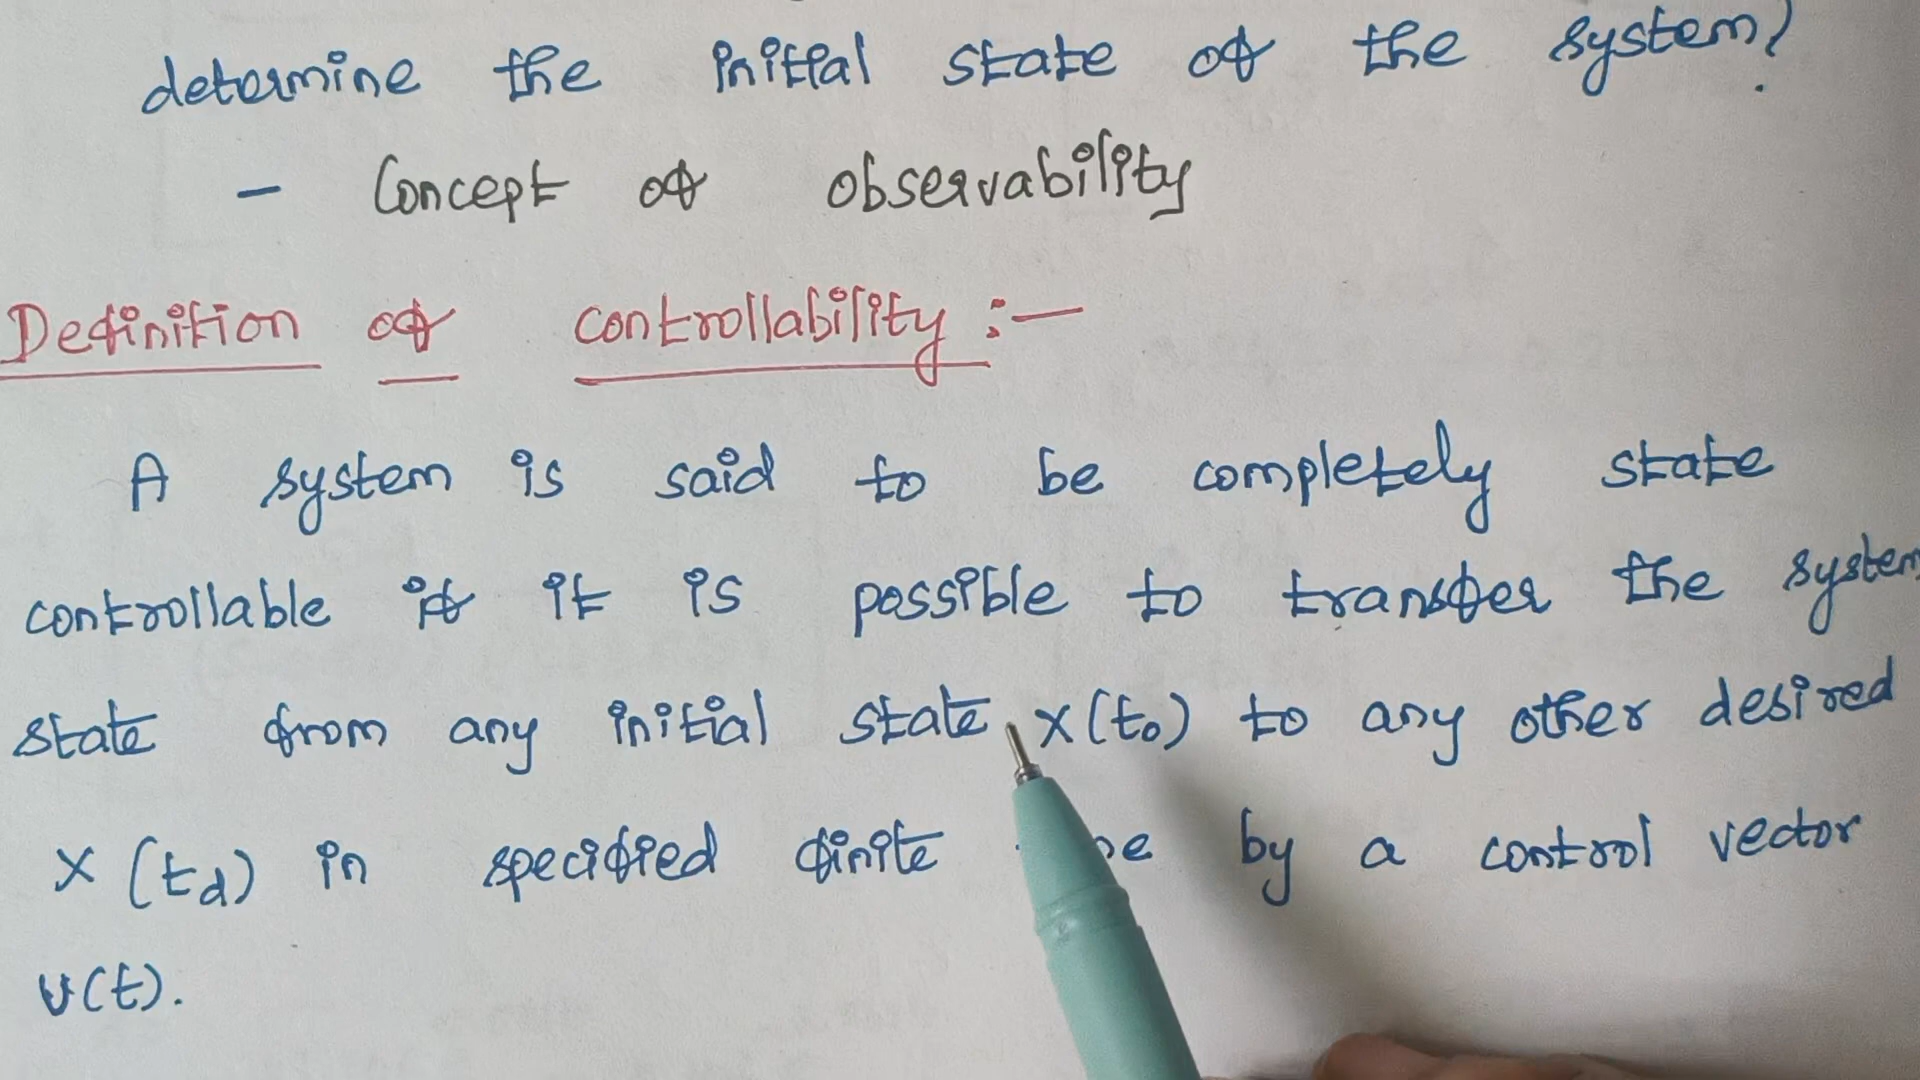 determine the initial state of the system?
- Concept of observability
Definition of controllability :-
A system is said to be completely state
controllable if it is possible to transfer the system
state from any initial state x(t₀) to any other desired
x (t_d) in specified finite by a control vector
U(t).